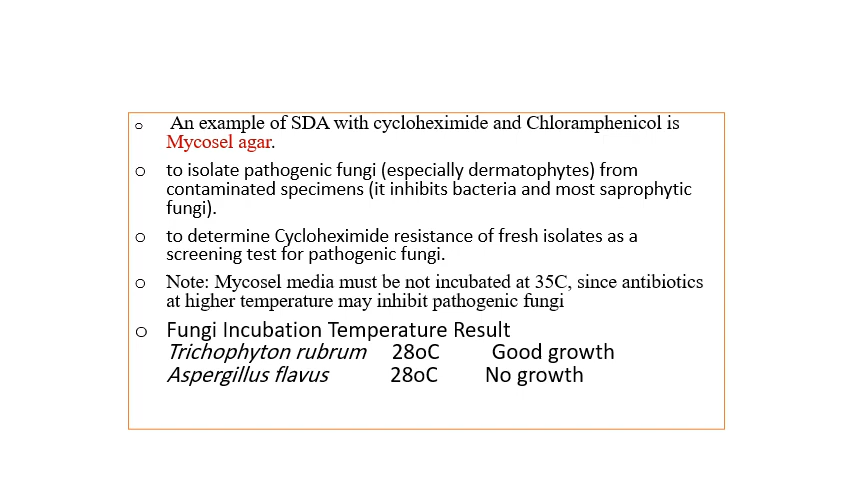 o An example of SDA with cycloheximide and Chloramphenicol is
Mycosel agar.
o to isolate pathogenic fungi (especially dermatophytes) from
contaminated specimens (it inhibits bacteria and most saprophytic
fungi).
o to determine Cycloheximide resistance of fresh isolates as a
screening test for pathogenic fungi.
o Note: Mycosel media must be not incubated at 35C, since antibiotics
at higher temperature may inhibit pathogenic fungi
o Fungi Incubation Temperature Result
Trichophyton rubrum 28oC Good growth
Aspergillus flavus 28oC No growth